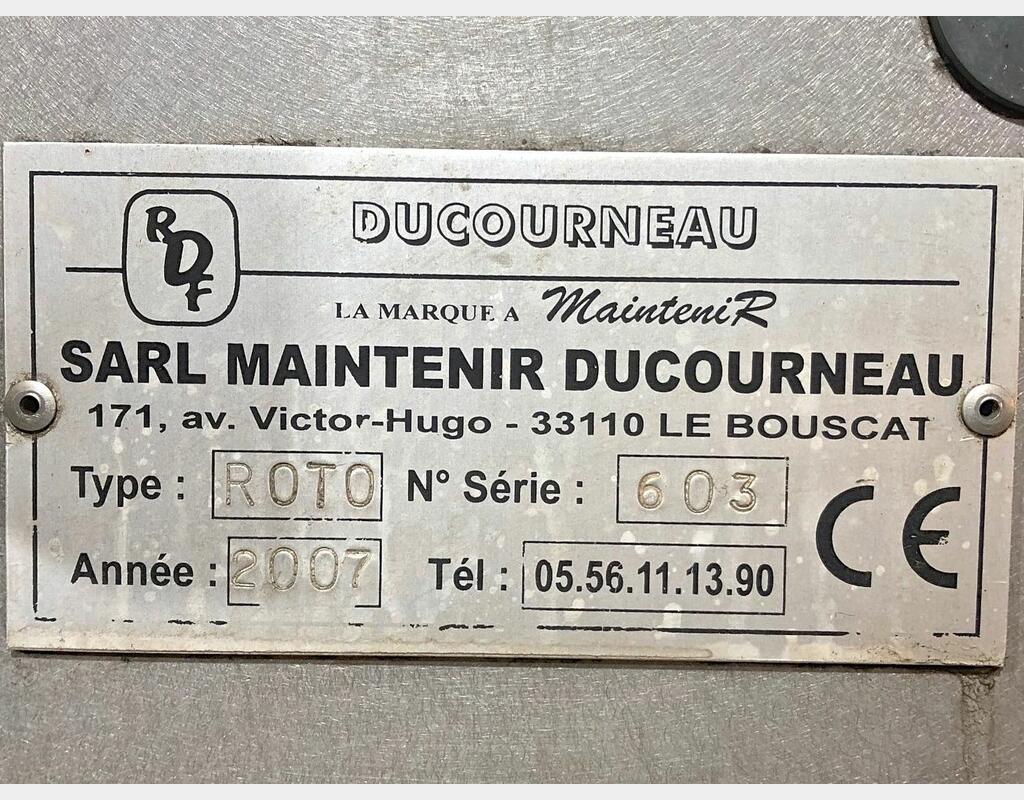 RDF
DUCOURNEAU
LA MARQUE A MainteniR
SARL MAINTENIR DUCOURNEAU
171, av. Victor-Hugo - 33110 LE BOUSCAT
Type : ROTO N° Série : 603
Année : 2007 Tél : 05.56.11.13.90
CE